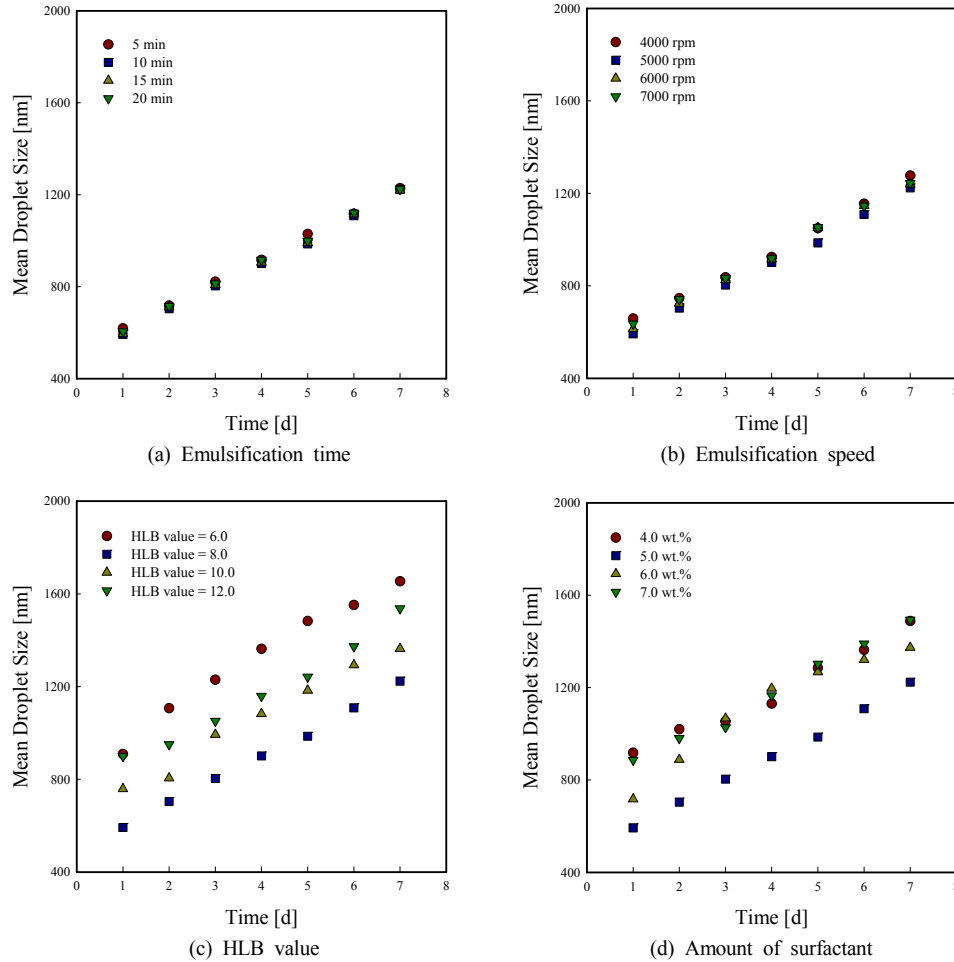 2000
1600
1200
800
400
Mean Droplet Size [nm]
5 min
10 min
15 min
20 min
0 1 2 3 4 5 6 7 8
Time [d]
(a) Emulsification time
2000
1600
1200
800
400
Mean Droplet Size [nm]
4000 rpm
5000 rpm
6000 rpm
7000 rpm
0 1 2 3 4 5 6 7 8
Time [d]
(b) Emulsification speed
2000
1600
1200
800
400
Mean Droplet Size [nm]
HLB value = 6.0
HLB value = 8.0
HLB value = 10.0
HLB value = 12.0
0 1 2 3 4 5 6 7 8
Time [d]
(c) HLB value
2000
1600
1200
800
400
Mean Droplet Size [nm]
4.0 wt.%
5.0 wt.%
6.0 wt.%
7.0 wt.%
0 1 2 3 4 5 6 7 8
Time [d]
(d) Amount of surfactant